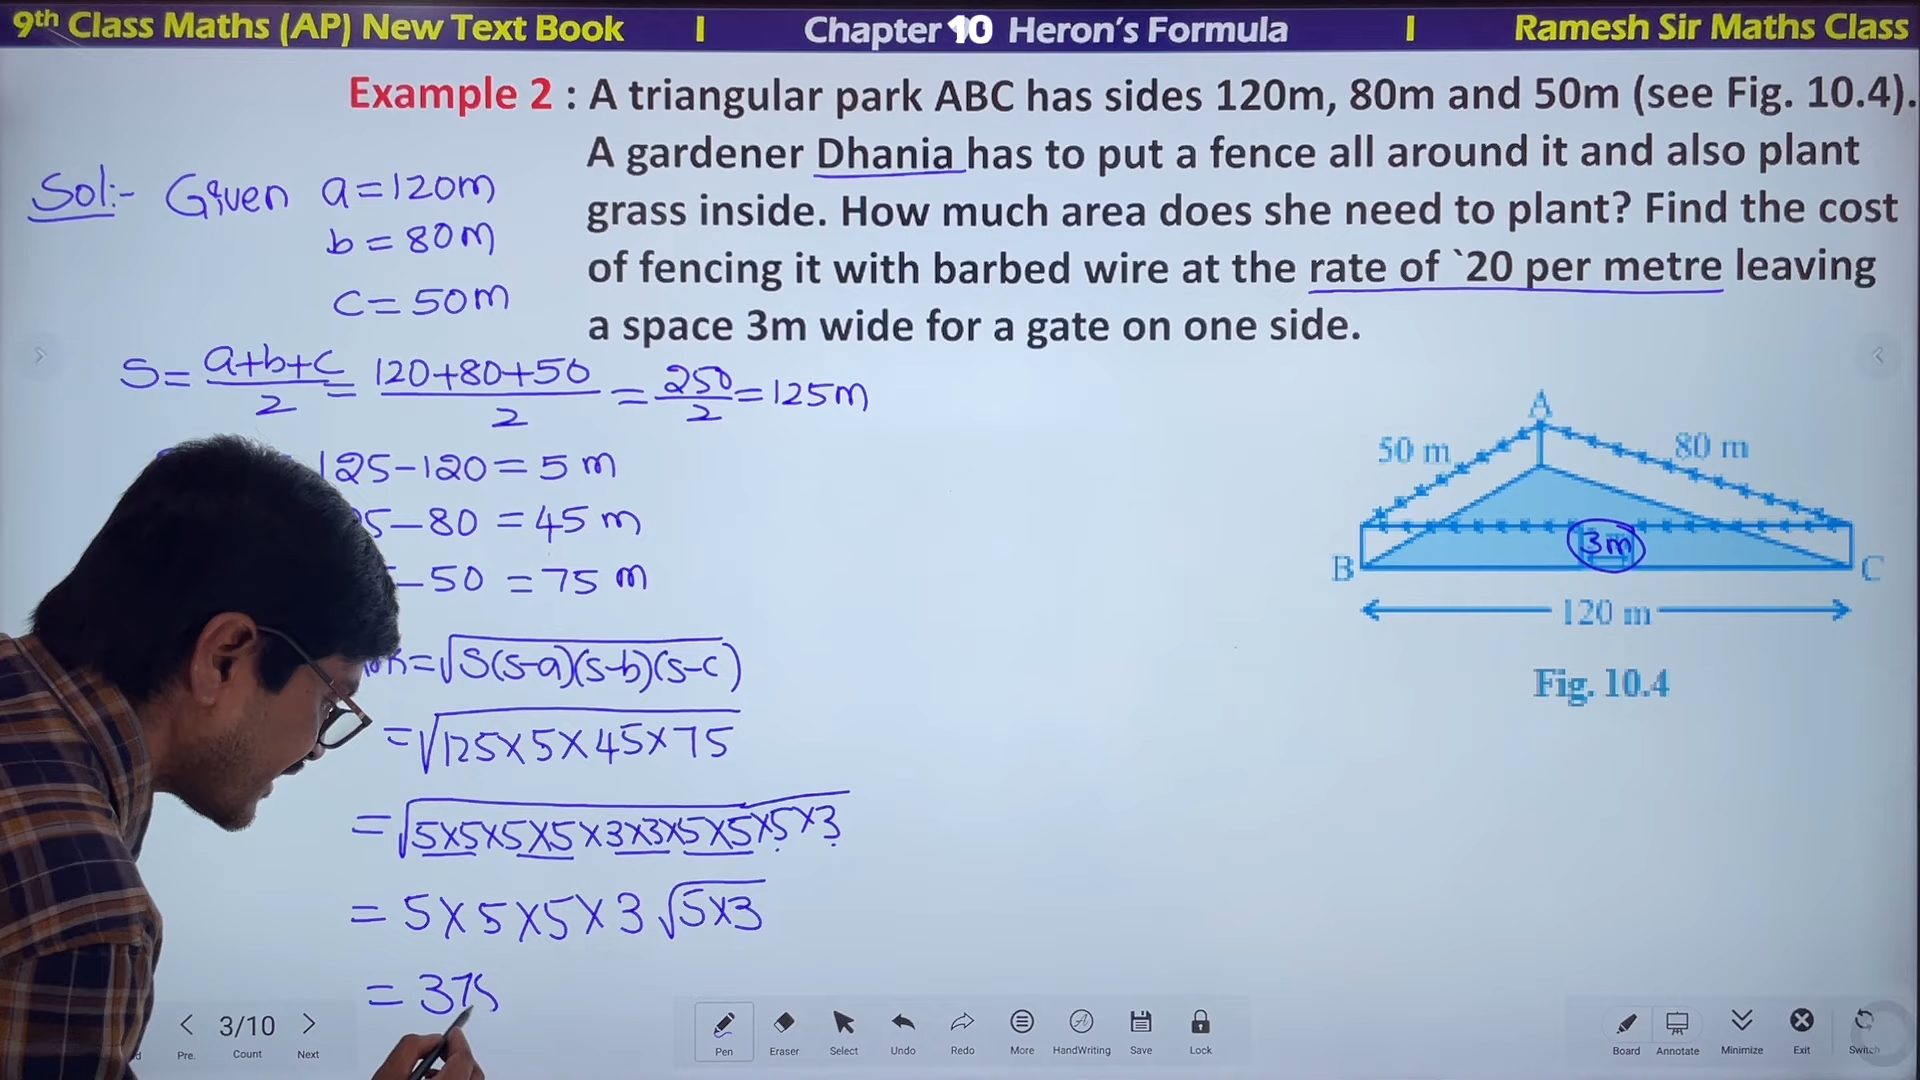 9th Class Maths (AP) New Text Book | Chapter 10 Heron's Formula | Ramesh Sir Maths Class
Example 2 : A triangular park ABC has sides 120m, 80m and 50m (see Fig. 10.4).
A gardener Dhania has to put a fence all around it and also plant
grass inside. How much area does she need to plant? Find the cost
of fencing it with barbed wire at the rate of `20 per metre leaving
a space 3m wide for a gate on one side.
Sol:- Given a=120m
b=80m
c=50m
S= a+b+c/2 = 120+80+50/2 = 250/2 = 125m
125-120=5m
5-80=45m
-50=75m
=√S(s-a)(s-b)(s-c)
=√125×5×45×75
=√5×5×5×5×3×3×5×5×5×3
=5×5×5×3√5×3
=375
A
50 m
80 m
3m
B
C
120 m
Fig. 10.4
3/10
Pre. Count Next
Pen Eraser Select Undo Redo More HandWriting Save Lock
Board Annotate Minimize Exit Switch